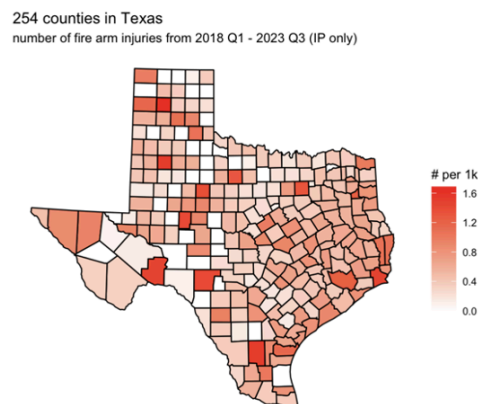 254 counties in Texas
number of fire arm injuries from 2018 Q1 - 2023 Q3 (IP only)
# per 1k
1.6
1.2
0.8
0.4
0.0